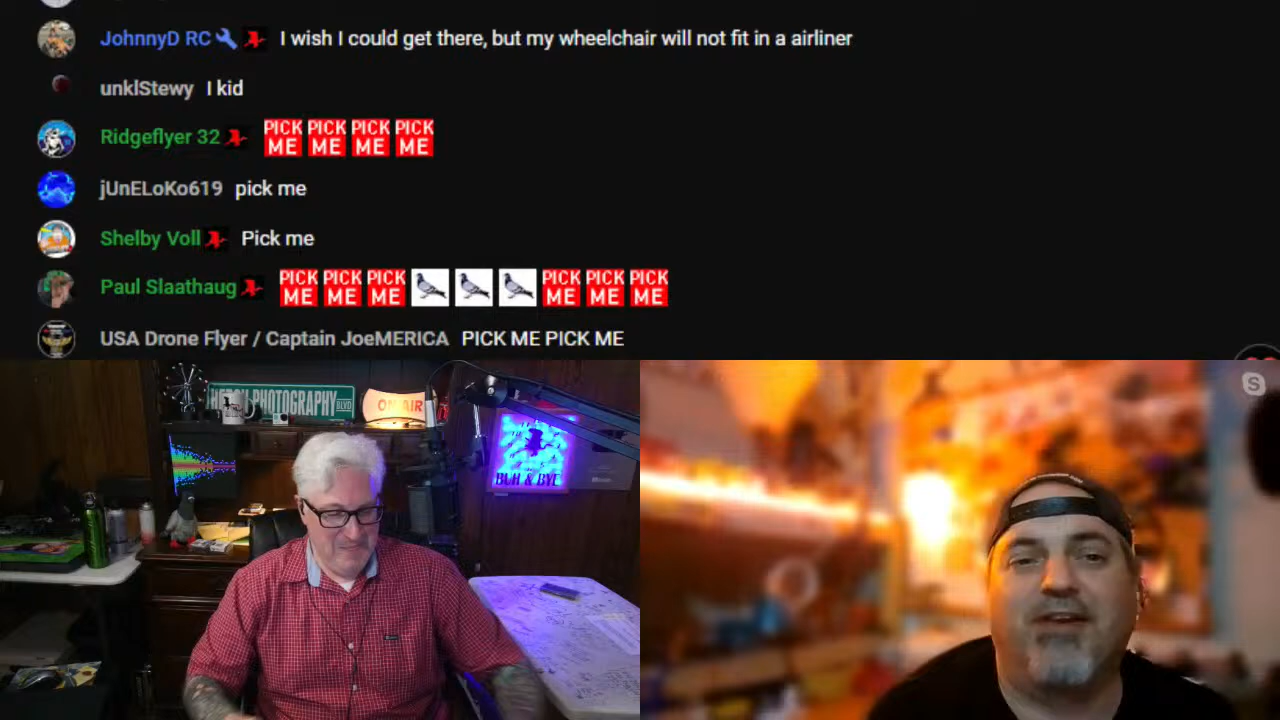 JohnnyD RC I wish I could get there, but my wheelchair will not fit in a airliner
unklStewy I kid
Ridgeflyer 32 PICK ME PICK ME PICK ME PICK ME
jUnELoKo619 pick me
Shelby Voll Pick me
Paul Slaathaug PICK ME PICK ME PICK ME PICK ME PICK ME PICK ME
USA Drone Flyer / Captain JoeMERICA PICK ME PICK ME
PHOTOGRAPHY BLVD
ON AIR
BUH & BYE
S